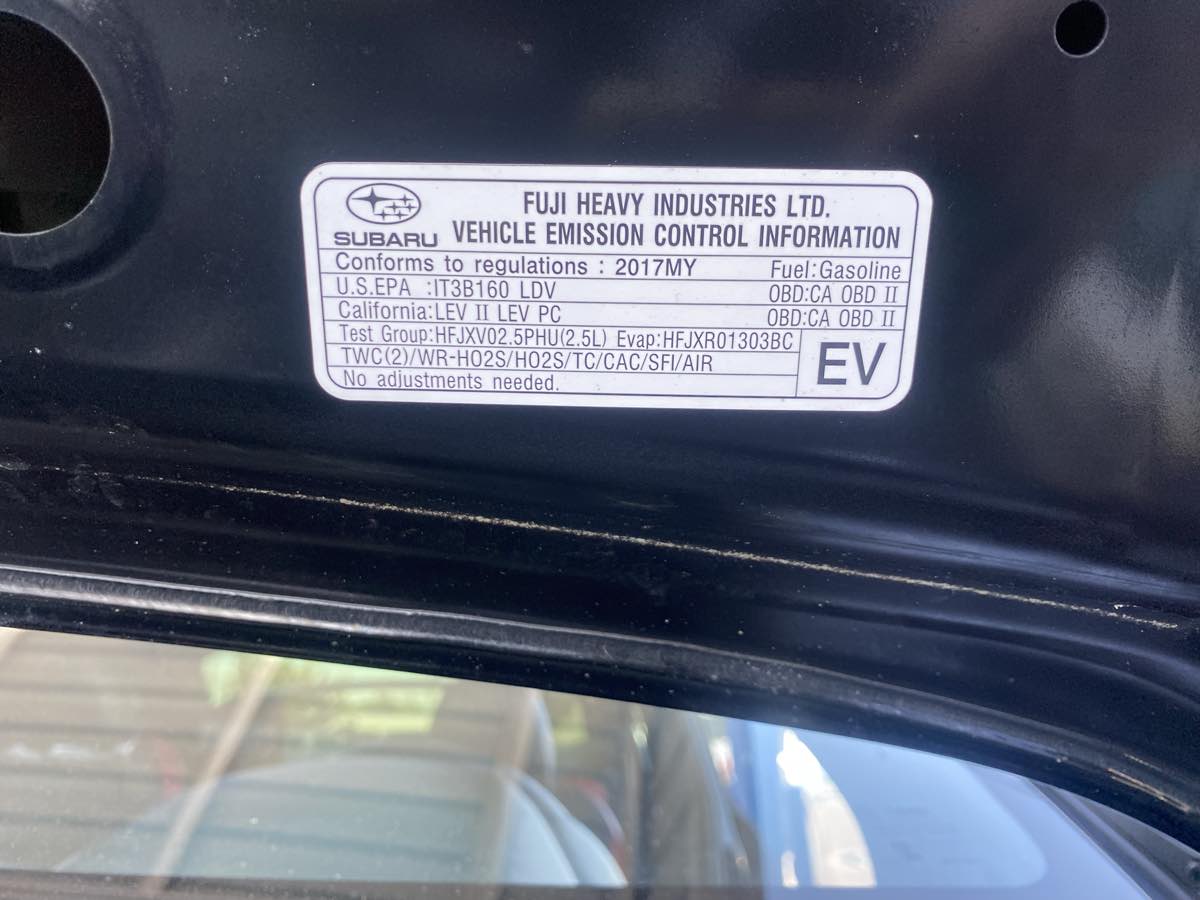 FUJI HEAVY INDUSTRIES LTD.
SUBARU VEHICLE EMISSION CONTROL INFORMATION
Conforms to regulations : 2017MY Fuel:Gasoline
U.S.EPA :IT3B160 LDV OBD:CA OBD II
California:LEV II LEV PC OBD:CA OBD II
Test Group:HFJXV02.5PHU(2.5L) Evap:HFJXR01303BC
TWC(2)/WR-HO2S/HO2S/TC/CAC/SFI/AIR
No adjustments needed.
EV